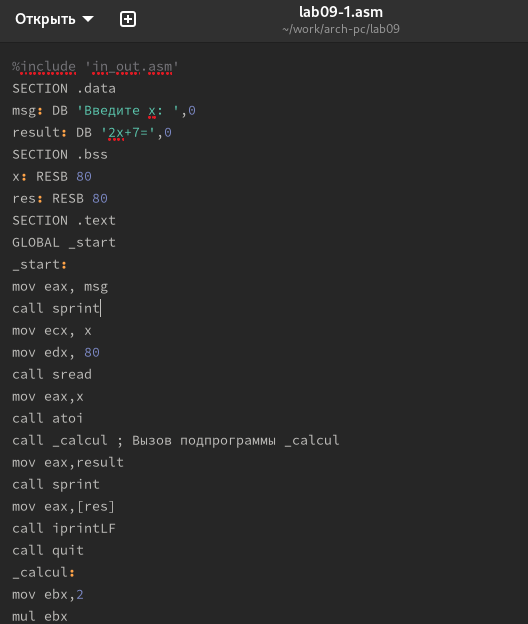 Открыть
lab09-1.asm
~/work/arch-pc/lab09
%include 'in_out.asm'
SECTION .data
msg: DB 'Введите x: ',0
result: DB '2x+7=',0
SECTION .bss
x: RESB 80
res: RESB 80
SECTION .text
GLOBAL _start
_start:
mov eax, msg
call sprint
mov ecx, x
mov edx, 80
call sread
mov eax,x
call atoi
call _calcul ; Вызов подпрограммы _calcul
mov eax,result
call sprint
mov eax,[res]
call iprintLF
call quit
_calcul:
mov ebx,2
mul ebx